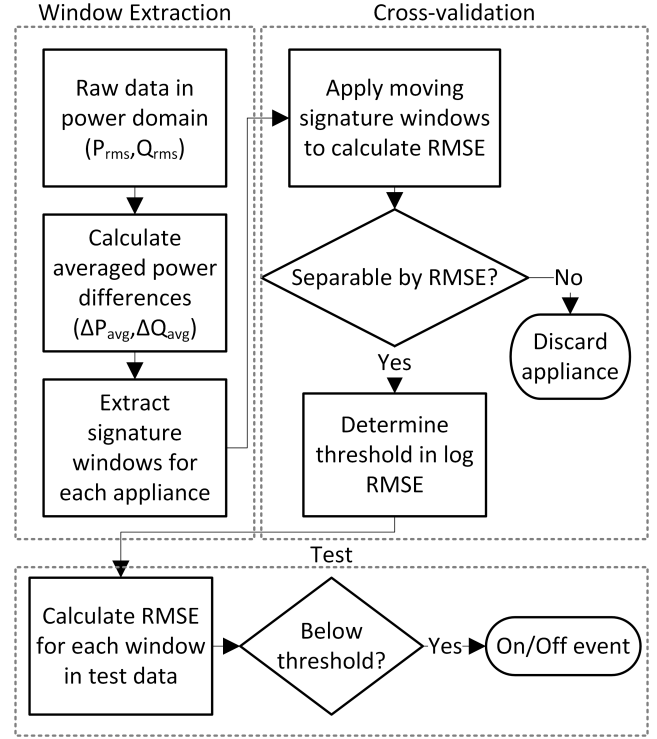 Window Extraction
Raw data in
power domain
(Prms,Qrms)
Calculate
averaged power
differences
(ΔPavg,ΔQavg)
Extract
signature
windows for
each appliance
Cross-validation
Apply moving
signature windows
to calculate RMSE
Separable by RMSE?
No
Discard
appliance
Yes
Determine
threshold in log
RMSE
Test
Calculate RMSE
for each window
in test data
Below
threshold?
Yes
On/Off event